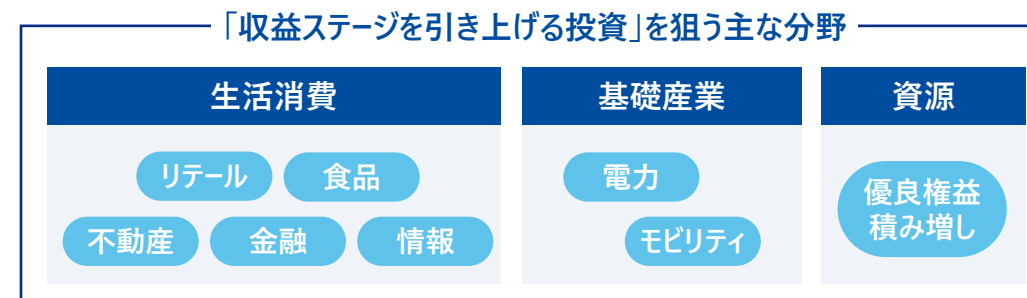 「収益ステージを引き上げる投資」を狙う主な分野
生活消費
リテール
食品
不動産
金融
情報
基礎産業
電力
モビリティ
資源
優良権益
積み増し